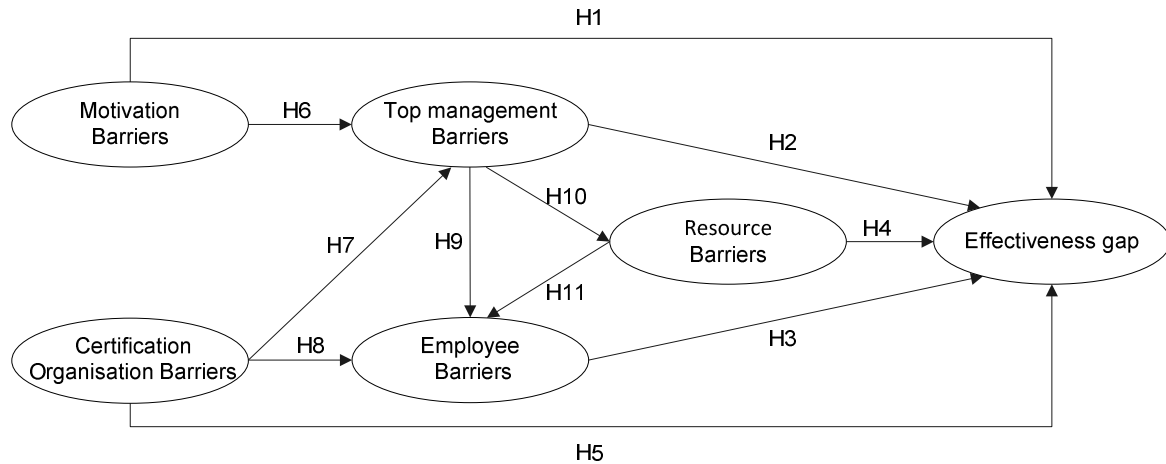 H1
Motivation
Barriers
H6
Top management
Barriers
H2
H10
H7
H9
Resource
Barriers
H4
Effectiveness gap
H11
Certification
Organisation Barriers
H8
Employee
Barriers
H3
H5